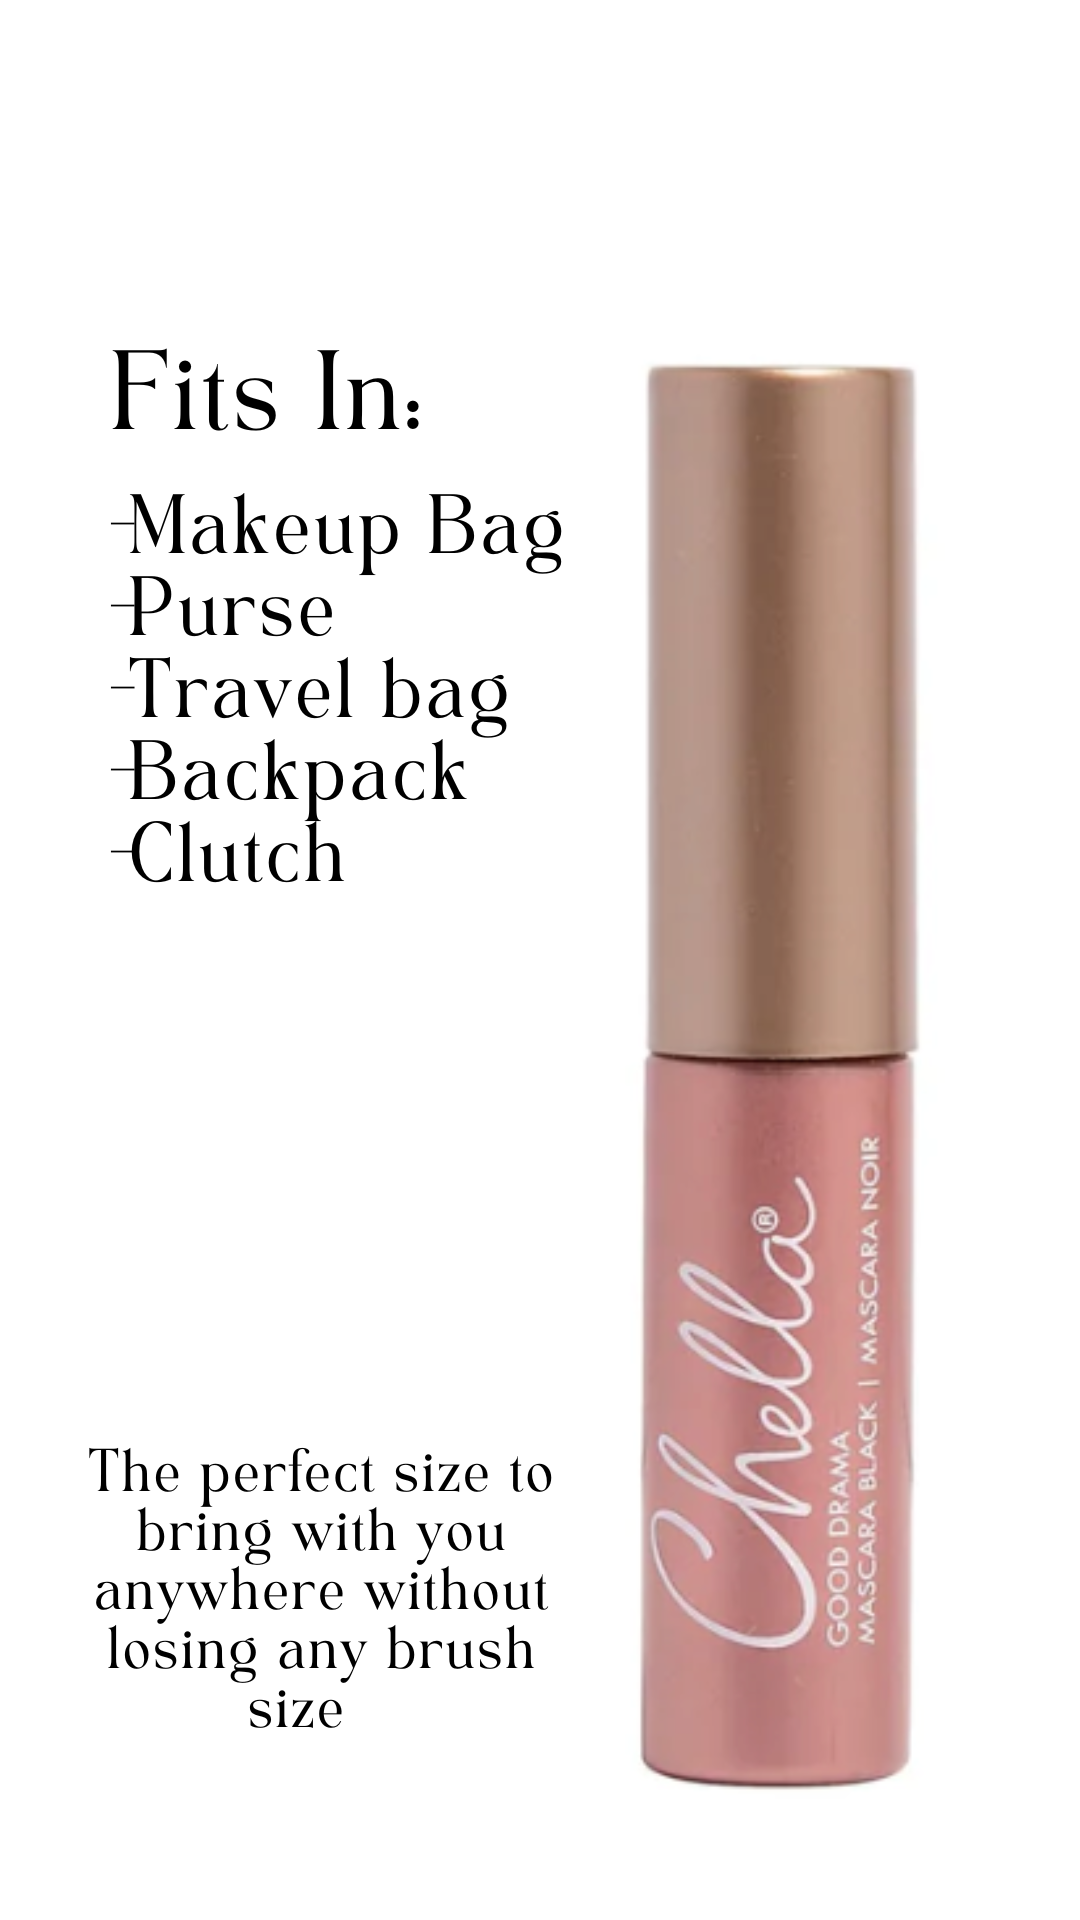 Fits In:
-Makeup Bag
-Purse
-Travel bag
-Backpack
-Clutch
The perfect size to
bring with you
anywhere without
losing any brush
size
Chella®
GOOD DRAMA
MASCARA BLACK | MASCARA NOIR